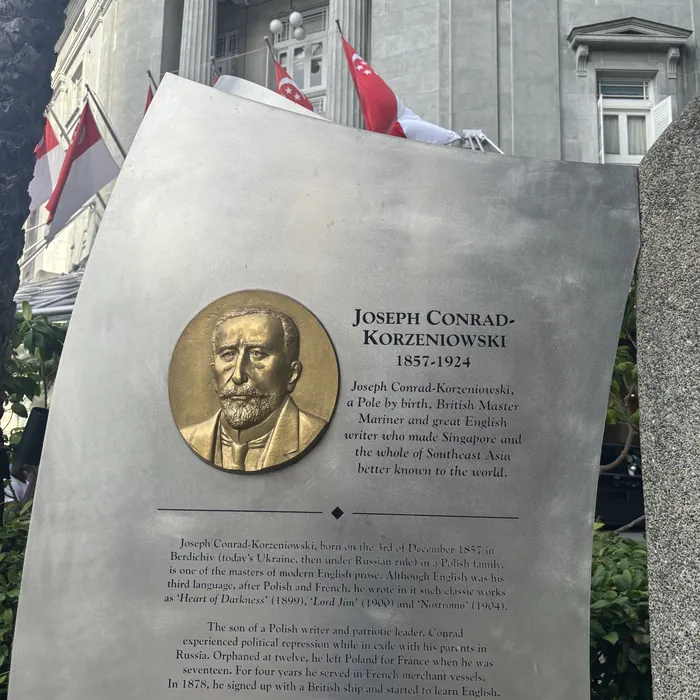 JOSEPH CONRAD-
KORZENIOWSKI
1857-1924
Joseph Conrad-Korzeniowski,
a Pole by birth, British Master
Mariner and great English
writer who made Singapore and
the whole of Southeast Asia
better known to the world.
Joseph Conrad-Korzeniowski, born on the 3rd of December 1857 in
Berdichiv (today's Ukraine, then under Russian rule) in a Polish family,
is one of the masters of modern English prose. Although English was his
third language, after Polish and French, he wrote in it such classic works
as 'Heart of Darkness' (1899), 'Lord Jim' (1900) and 'Nostromo' (1904).
The son of a Polish writer and patriotic leader, Conrad
experienced political repression while in exile with his parents in
Russia. Orphaned at twelve, he left Poland for France when he was
seventeen. For four years he served in French merchant vessels.
In 1878, he signed up with a British ship and started to learn English.